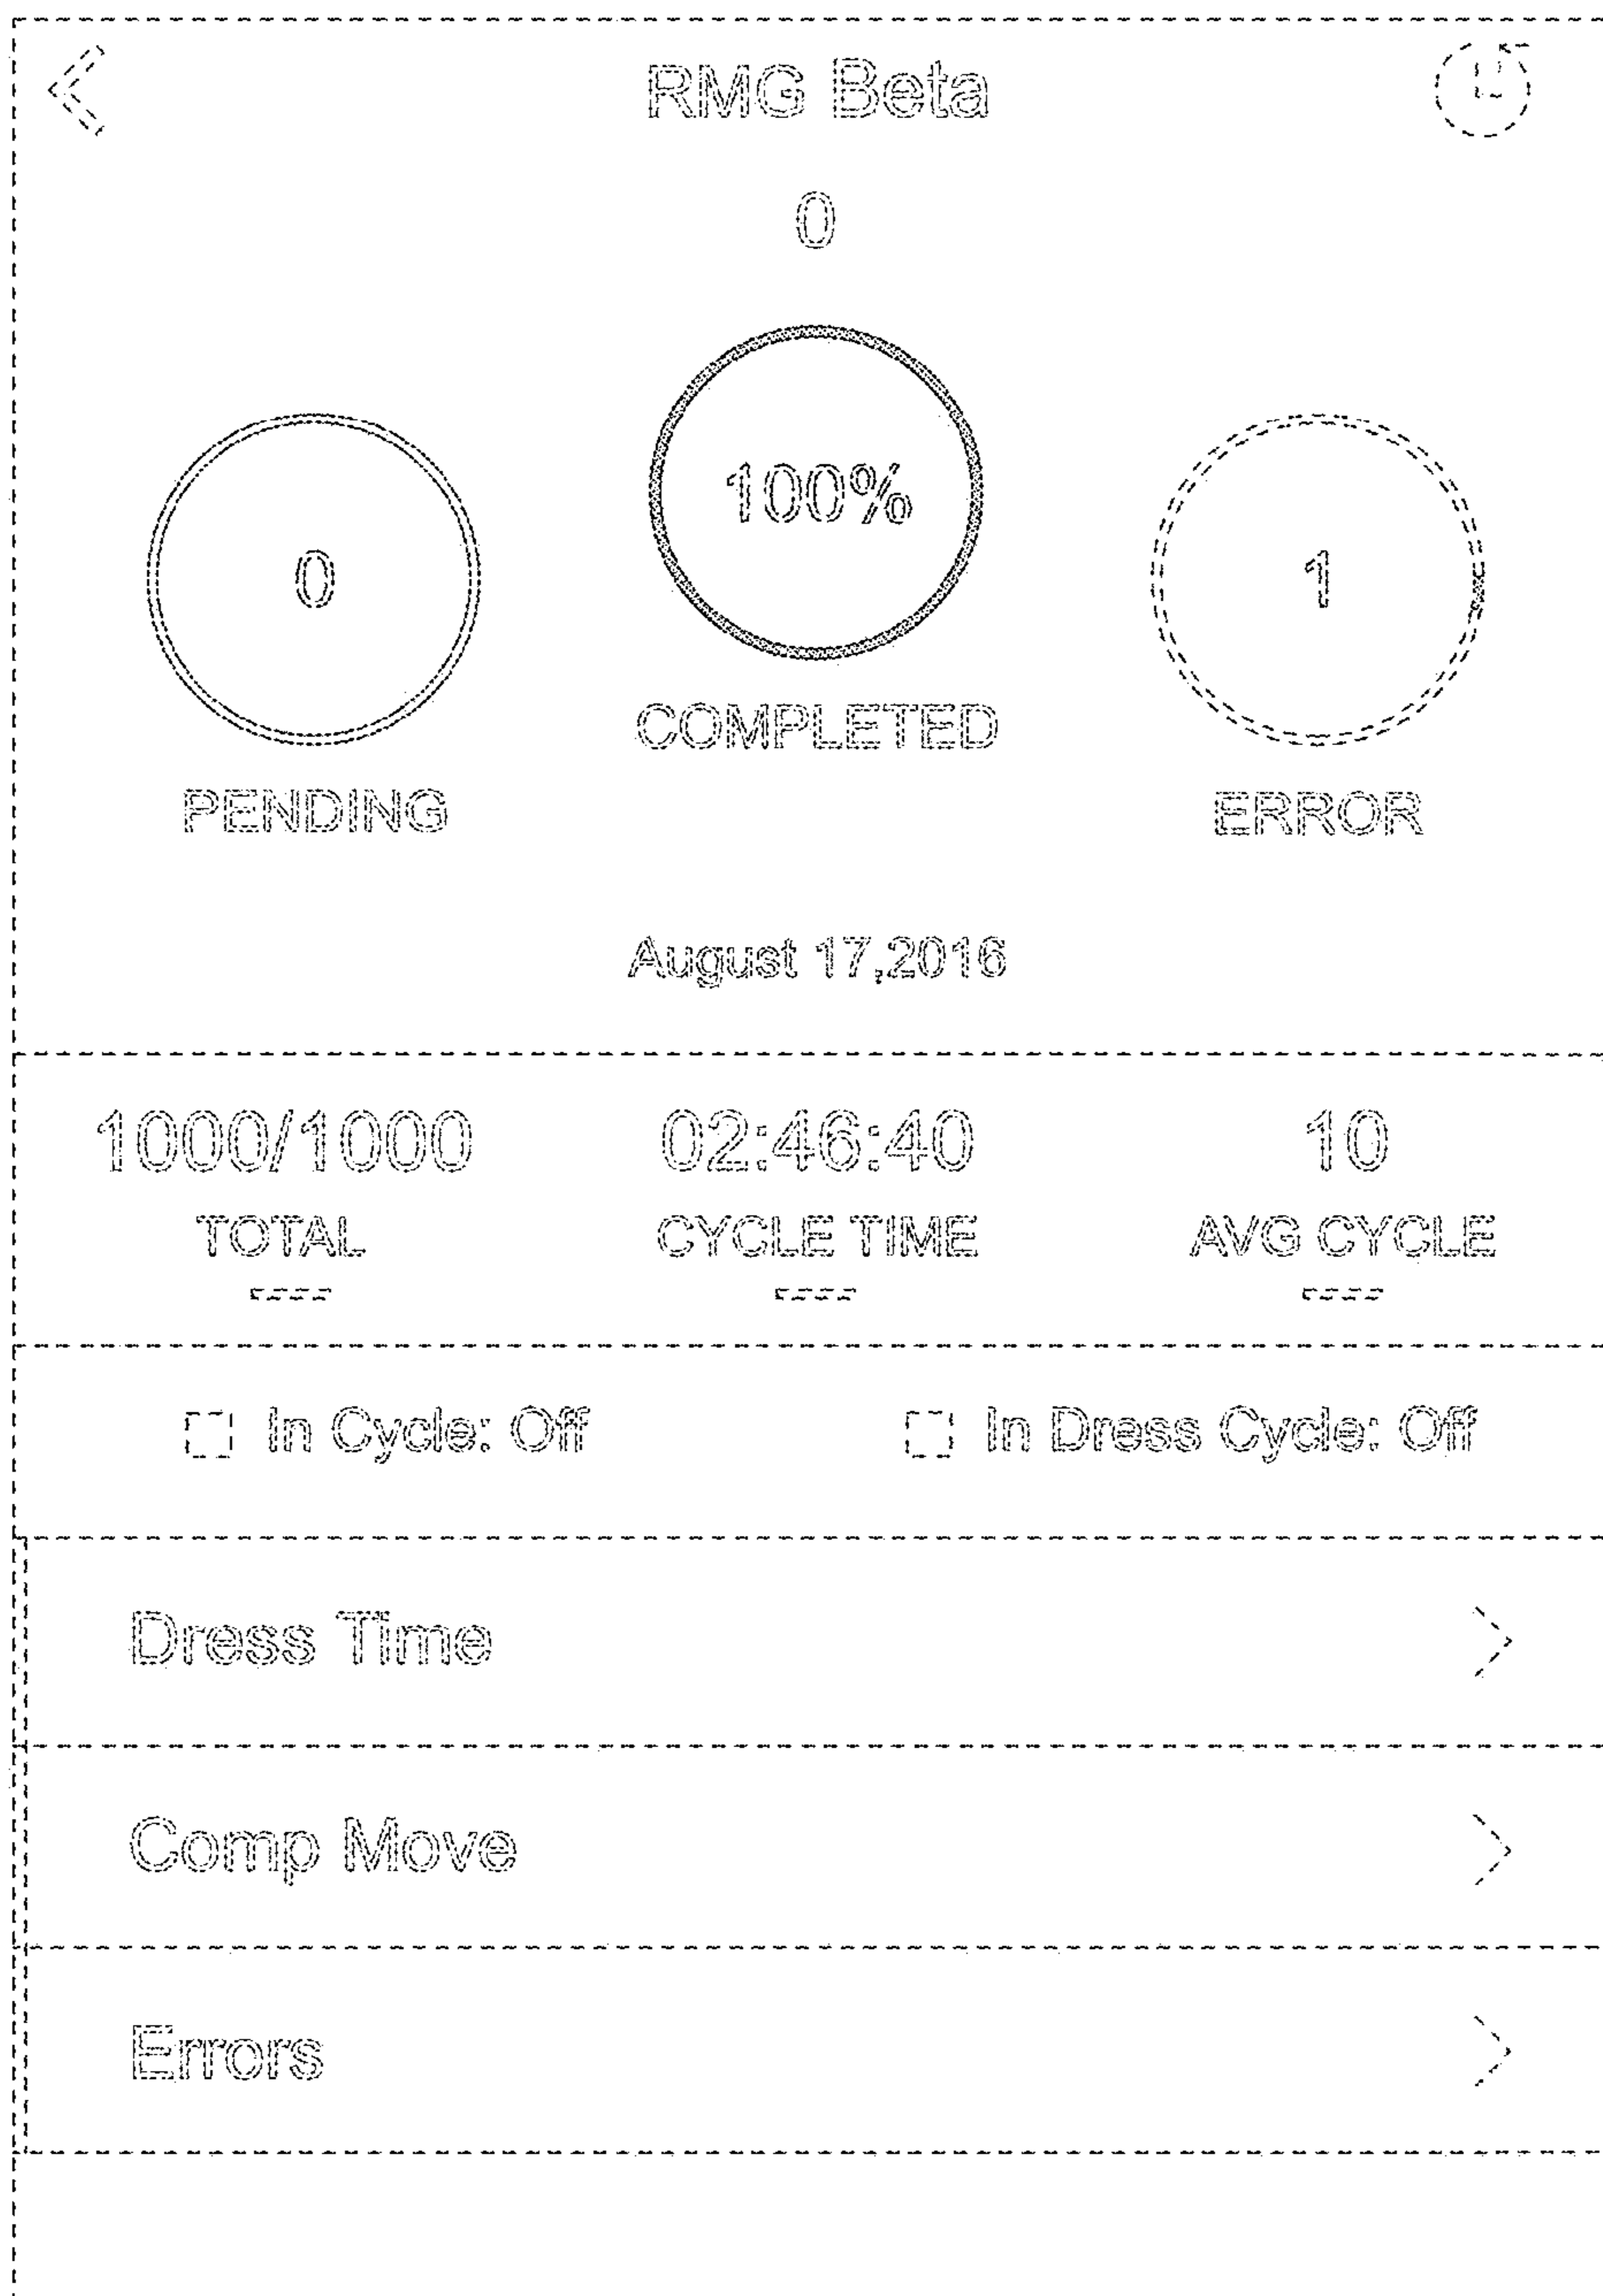 RMG Beta
0
0
100%
1
COMPLETED
PENDING
ERROR
August 17,2016
1000/1000
02:46:40
10
TOTAL
CYCLE TIME
AVG CYCLE
In Cycle: Off
In Dress Cycle: Off
Dress Time
Comp Move
Errors